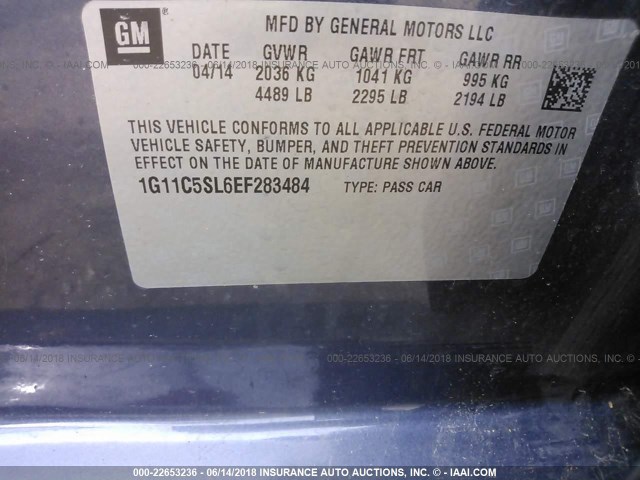 GM
MFD BY GENERAL MOTORS LLC
DATE GVWR GAWR FRT GAWR RR
04/14 2036 KG 1041 KG 995 KG
4489 LB 2295 LB 2194 LB
THIS VEHICLE CONFORMS TO ALL APPLICABLE U.S. FEDERAL MOTOR
VEHICLE SAFETY, BUMPER, AND THEFT PREVENTION STANDARDS IN
EFFECT ON THE DATE OF MANUFACTURE SHOWN ABOVE.
1G11C5SL6EF283484 TYPE: PASS CAR
000-22653236 - 06/14/2018 INSURANCE AUTO AUCTIONS, INC. - © IAAI.COM